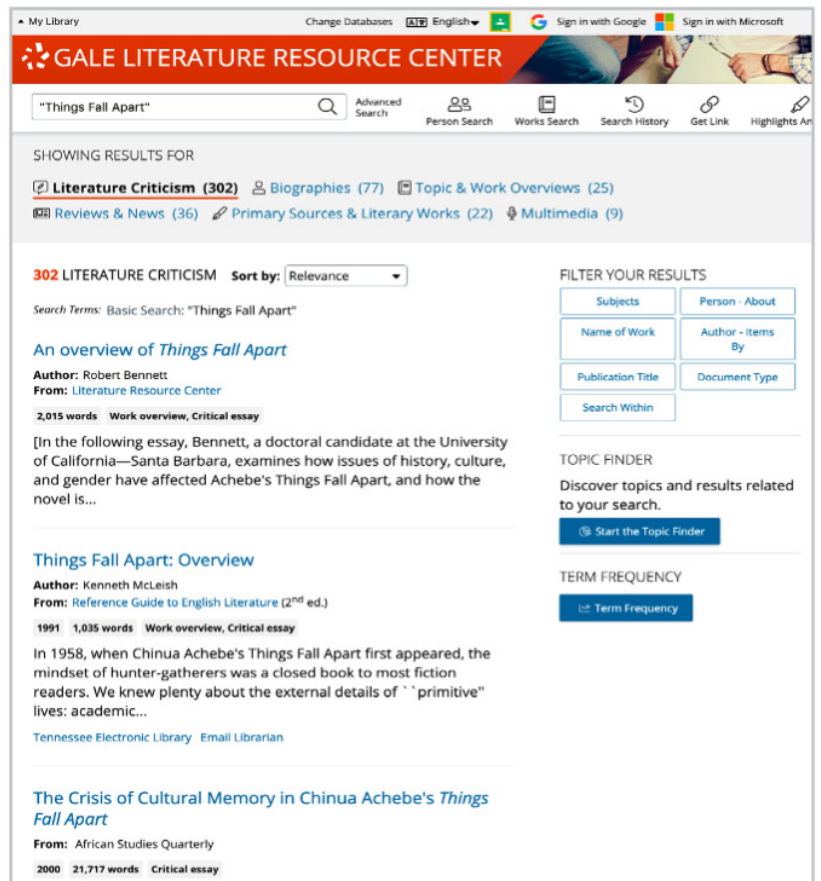 My Library Change Databases English Sign in with Google Sign in with Microsoft
GALE LITERATURE RESOURCE CENTER
"Things Fall Apart" Advanced Search Person Search Works Search Search History Get Link Highlights An
SHOWING RESULTS FOR
Literature Criticism (302) Biographies (77) Topic & Work Overviews (25)
Reviews & News (36) Primary Sources & Literary Works (22) Multimedia (9)
302 LITERATURE CRITICISM Sort by: Relevance
Search Terms: Basic Search: "Things Fall Apart"
An overview of Things Fall Apart
Author: Robert Bennett
From: Literature Resource Center
2,015 words Work overview, Critical essay
[In the following essay, Bennett, a doctoral candidate at the University
of California—Santa Barbara, examines how issues of history, culture,
and gender have affected Achebe's Things Fall Apart, and how the
novel is...
Things Fall Apart: Overview
Author: Kenneth McLeish
From: Reference Guide to English Literature (2nd ed.)
1991 1,035 words Work overview, Critical essay
In 1958, when Chinua Achebe's Things Fall Apart first appeared, the
mindset of hunter-gatherers was a closed book to most fiction
readers. We knew plenty about the external details of ``primitive"
lives: academic...
Tennessee Electronic Library Email Librarian
The Crisis of Cultural Memory in Chinua Achebe's Things
Fall Apart
From: African Studies Quarterly
2000 21,717 words Critical essay
FILTER YOUR RESULTS
Subjects Person - About
Name of Work Author - Items
By
Publication Title Document Type
Search Within
TOPIC FINDER
Discover topics and results related
to your search.
Start the Topic Finder
TERM FREQUENCY
Term Frequency